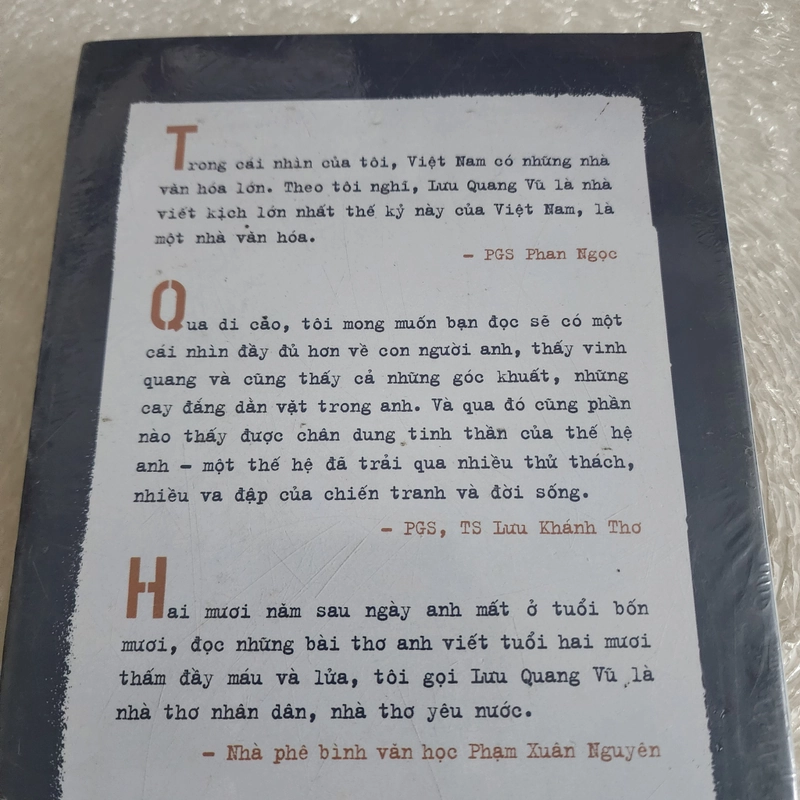 Trong cái nhìn của tôi, Việt Nam có những nhà
văn hóa lớn. Theo tôi nghĩ, Lưu Quang Vũ là nhà
viết kịch lớn nhất thế kỷ này của Việt Nam, là
một nhà văn hóa.
– PGS Phan Ngọc
Qua di cảo, tôi mong muốn bạn đọc sẽ có một
cái nhìn đầy đủ hơn về con người anh, thấy vinh
quang và cũng thấy cả những góc khuất, những
cay đắng dằn vặt trong anh. Và qua đó cũng phần
nào thấy được chân dung tinh thần của thế hệ
anh – một thế hệ đã trải qua nhiều thử thách,
nhiều va đập của chiến tranh và đời sống.
– PGS, TS Lưu Khánh Thơ
Hai mươi năm sau ngày anh mất ở tuổi bốn
mươi, đọc những bài thơ anh viết tuổi hai mươi
thấm đầy máu và lửa, tôi gọi Lưu Quang Vũ là
nhà thơ nhân dân, nhà thơ yêu nước.
– Nhà phê bình văn học Phạm Xuân Nguyên